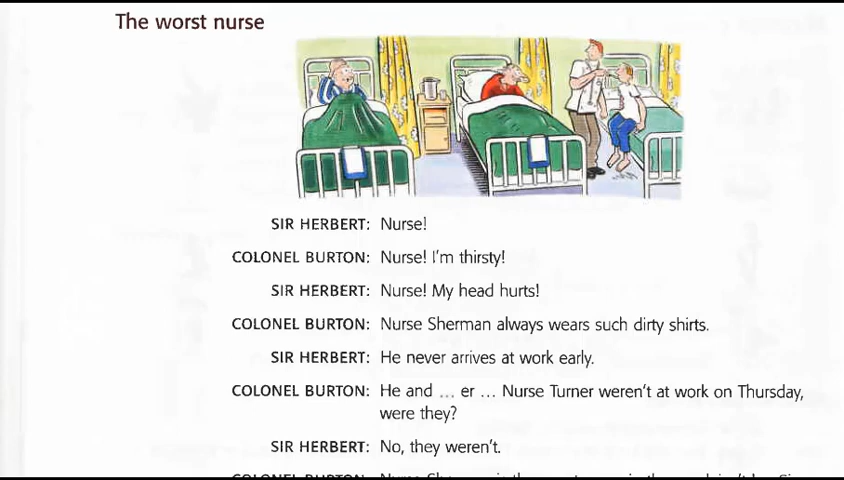 The worst nurse
SIR HERBERT: Nurse!
COLONEL BURTON: Nurse! I'm thirsty!
SIR HERBERT: Nurse! My head hurts!
COLONEL BURTON: Nurse Sherman always wears such dirty shirts.
SIR HERBERT: He never arrives at work early.
COLONEL BURTON: He and ... er ... Nurse Turner weren't at work on Thursday,
were they?
SIR HERBERT: No, they weren't.